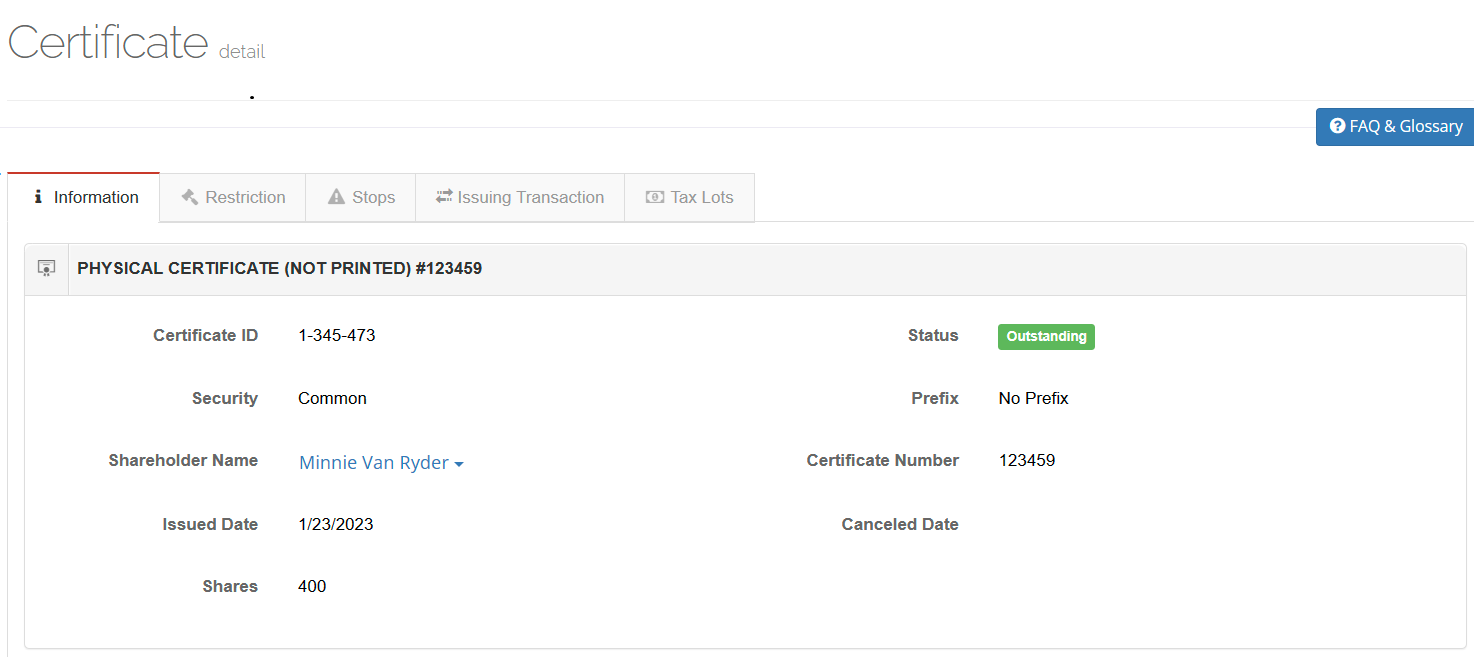 Certificate detail
FAQ & Glossary
Information Restriction Stops Issuing Transaction Tax Lots
PHYSICAL CERTIFICATE (NOT PRINTED) #123459
Certificate ID 1-345-473 Status Outstanding
Security Common Prefix No Prefix
Shareholder Name Minnie Van Ryder Certificate Number 123459
Issued Date 1/23/2023 Canceled Date
Shares 400